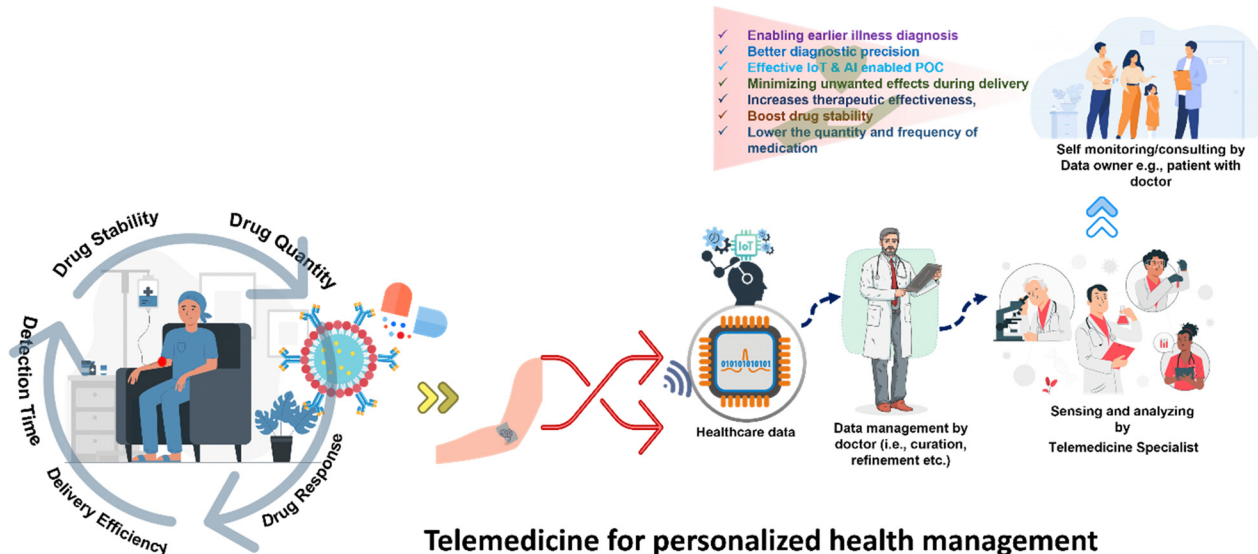 Enabling earlier illness diagnosis
Better diagnostic precision
Effective IoT & AI enabled POC
Minimizing unwanted effects during delivery
Increases therapeutic effectiveness,
Boost drug stability
Lower the quantity and frequency of
medication
Self monitoring/consulting by
Data owner e.g., patient with
doctor
Drug Stability
Drug Quantity
Detection Time
Delivery Efficiency
Drug Response
IoT
01010101010101
Healthcare data
Data management by
doctor (i.e., curation,
refinement etc.)
Sensing and analyzing
by
Telemedicine Specialist
Telemedicine for personalized health management